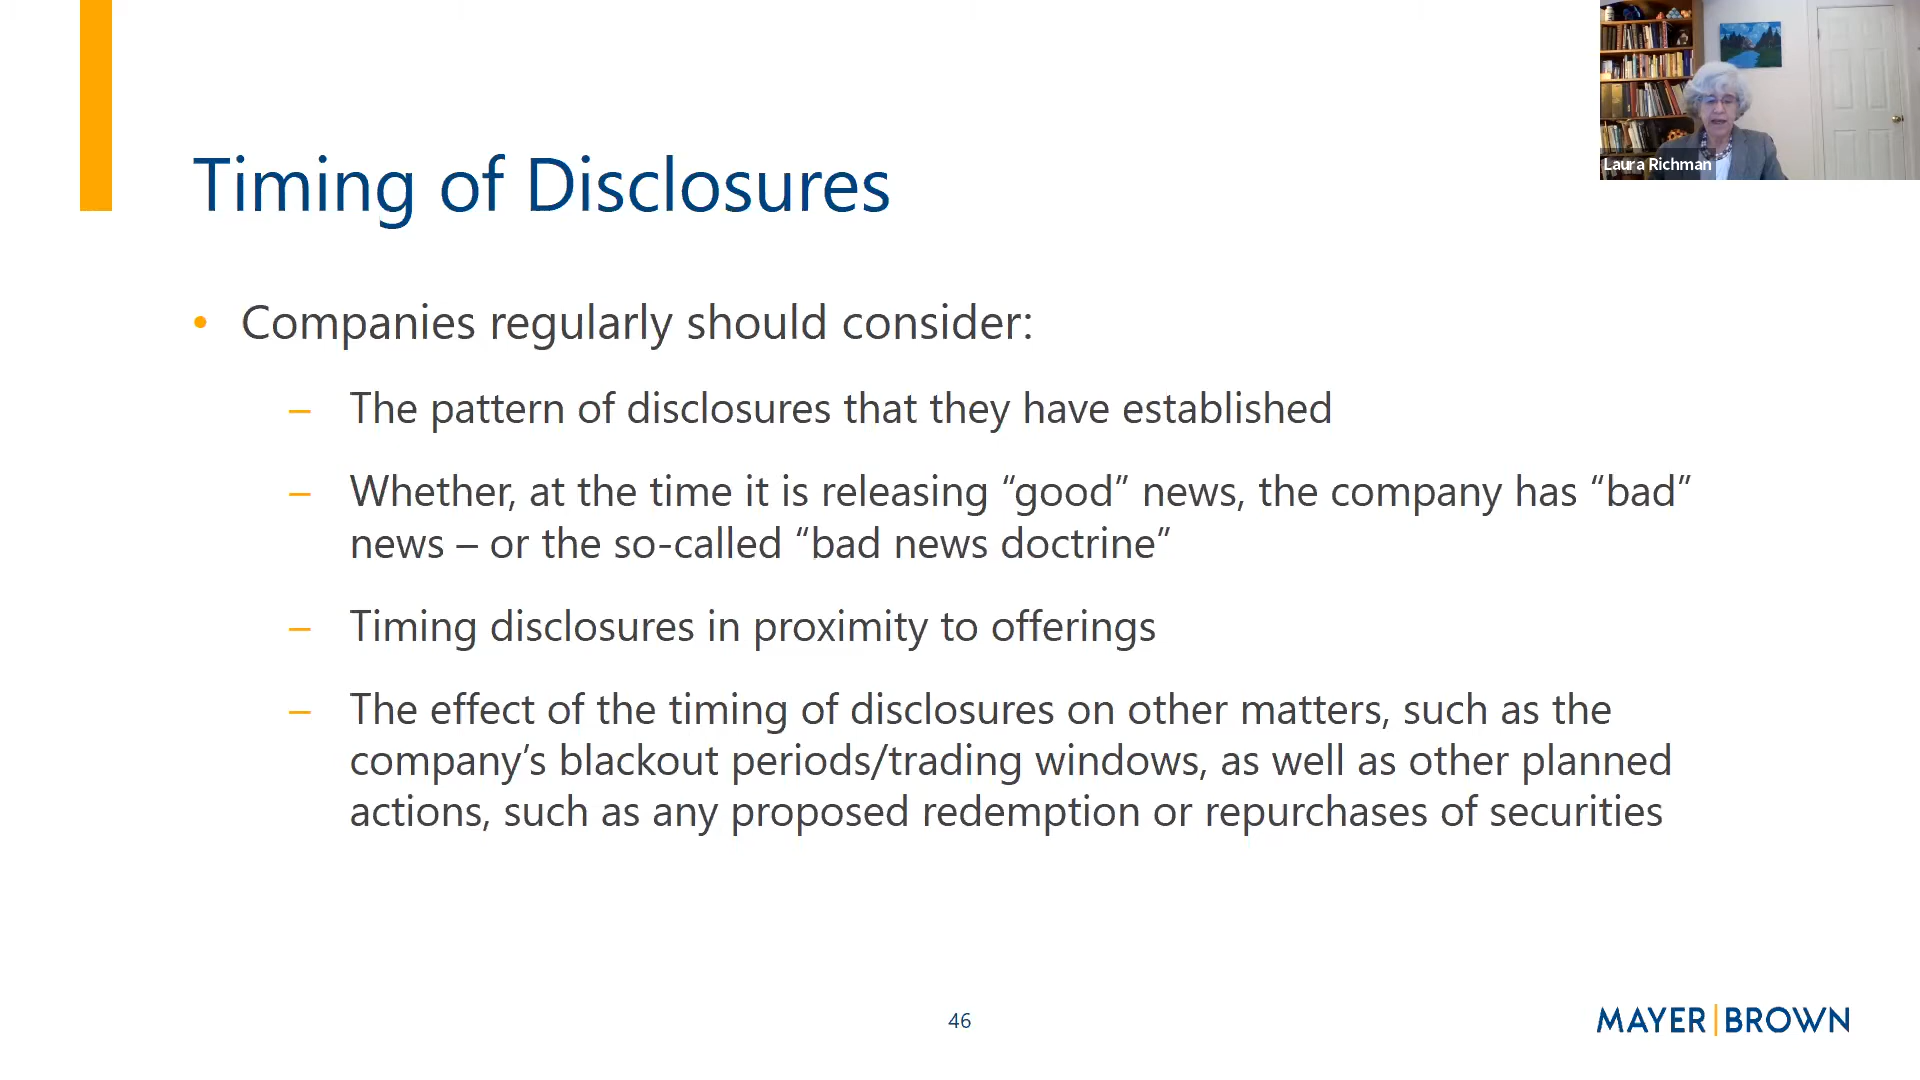 Laura Richman
Timing of Disclosures
• Companies regularly should consider:
– The pattern of disclosures that they have established
– Whether, at the time it is releasing “good” news, the company has “bad”
news – or the so-called “bad news doctrine”
– Timing disclosures in proximity to offerings
– The effect of the timing of disclosures on other matters, such as the
company’s blackout periods/trading windows, as well as other planned
actions, such as any proposed redemption or repurchases of securities
46
MAYER|BROWN